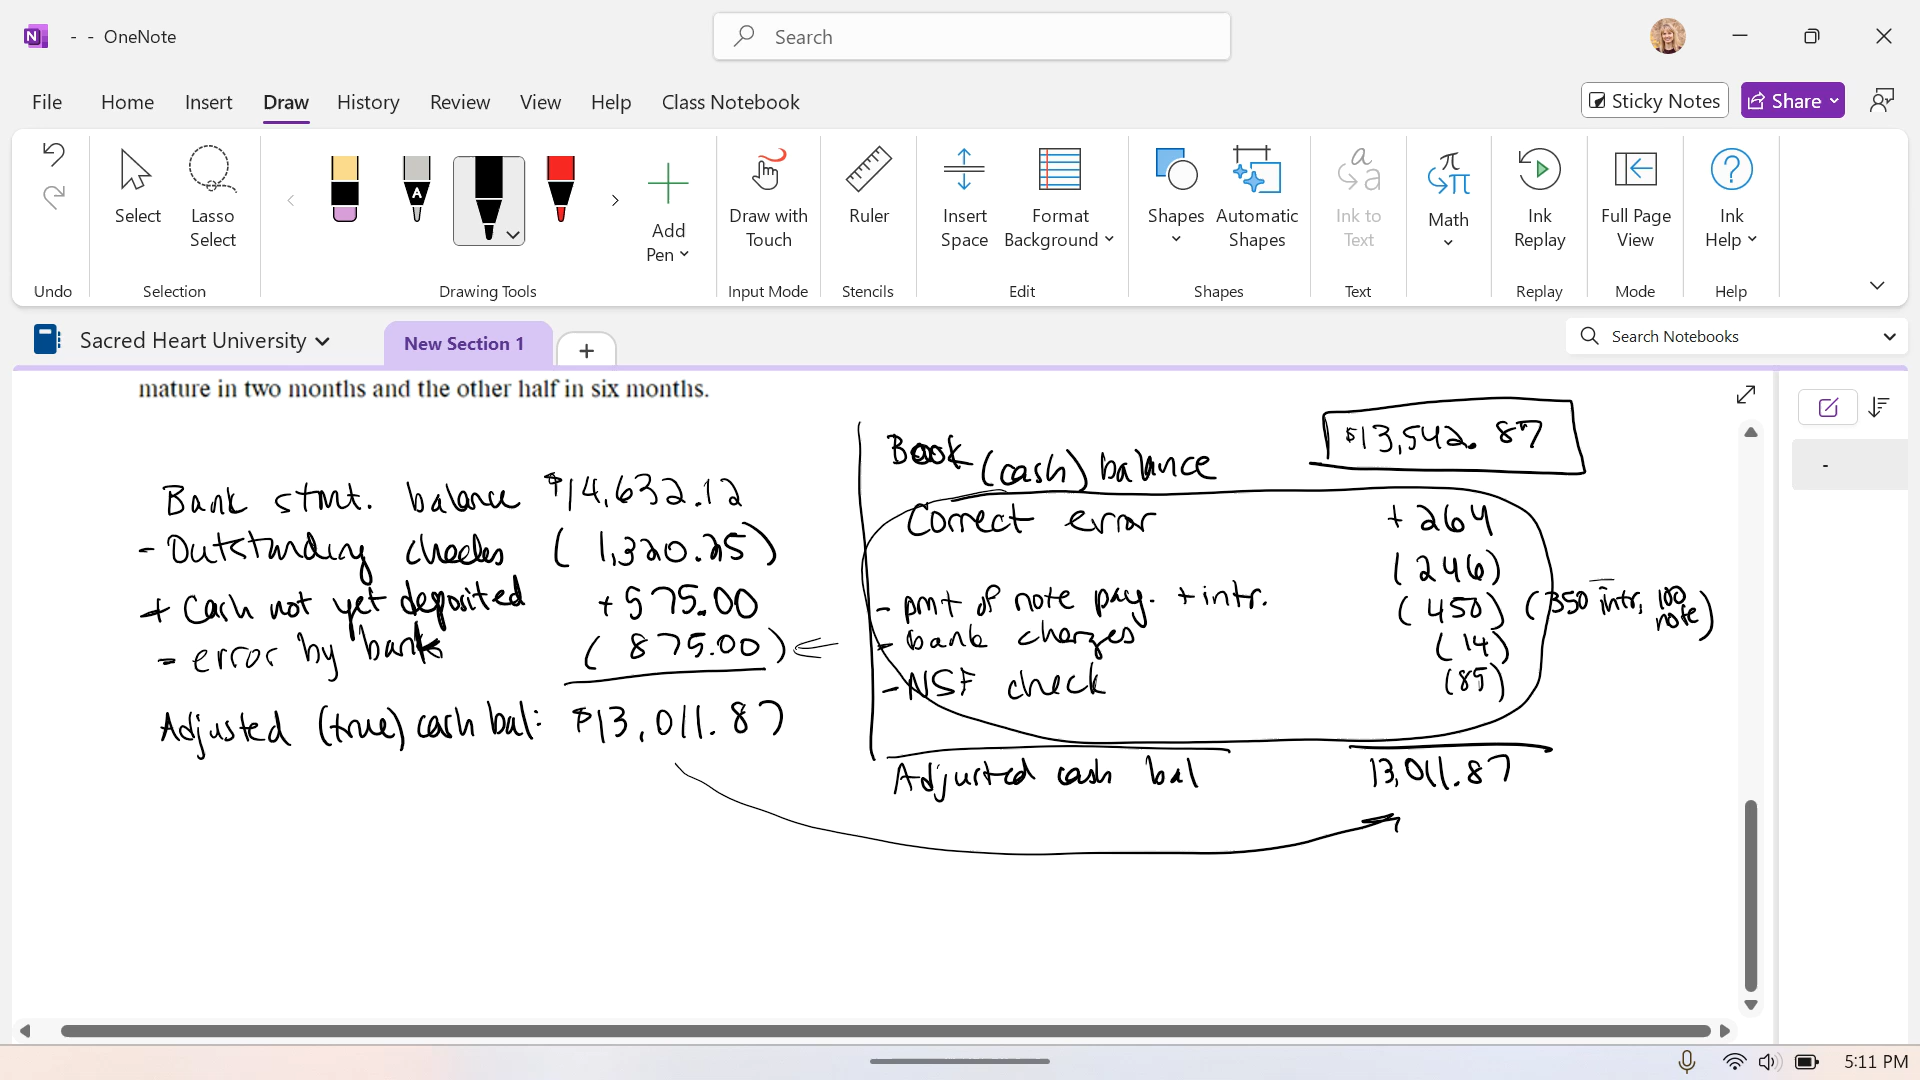 - - OneNote
Search
File Home Insert Draw History Review View Help Class Notebook
Sticky Notes Share
Select
Lasso Select
A
Add Pen
Draw with Touch
Ruler
Insert Space
Format Background
Shapes
Automatic Shapes
Ink to Text
Math
Ink Replay
Full Page View
Ink Help
Undo Selection Drawing Tools Input Mode Stencils Edit Shapes Text Replay Mode Help
Sacred Heart University
New Section 1
+
Search Notebooks
mature in two months and the other half in six months.
-
Bank stmt. balance $14,632.12
- Outstanding checks (1,320.25)
+ Cash not yet deposited +575.00
- error by bank (875.00)
Adjusted (true) cash bal: $13,011.87
Book (cash) balance $13,542.87
Correct error +264
(246)
- pmt of note pay. + intr. (450) (350 intr, 100 note)
- bank charges (14)
- NSF check (85)
Adjusted cash bal 13,011.87
5:11 PM